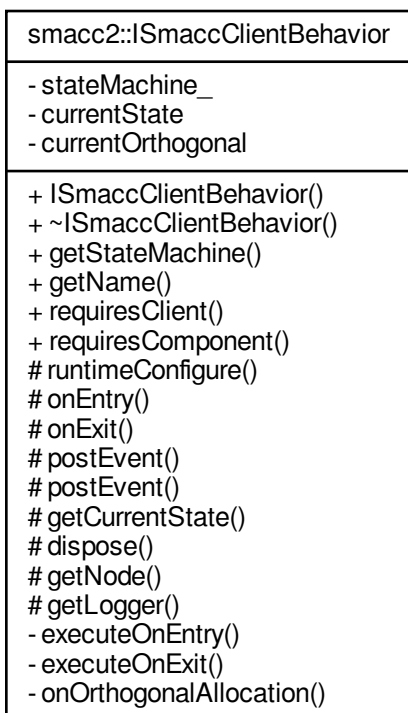 smacc2::ISmaccClientBehavior
- stateMachine_
- currentState
- currentOrthogonal
+ ISmaccClientBehavior()
+ ~ISmaccClientBehavior()
+ getStateMachine()
+ getName()
+ requiresClient()
+ requiresComponent()
# runtimeConfigure()
# onEntry()
# onExit()
# postEvent()
# postEvent()
# getCurrentState()
# dispose()
# getNode()
# getLogger()
- executeOnEntry()
- executeOnExit()
- onOrthogonalAllocation()